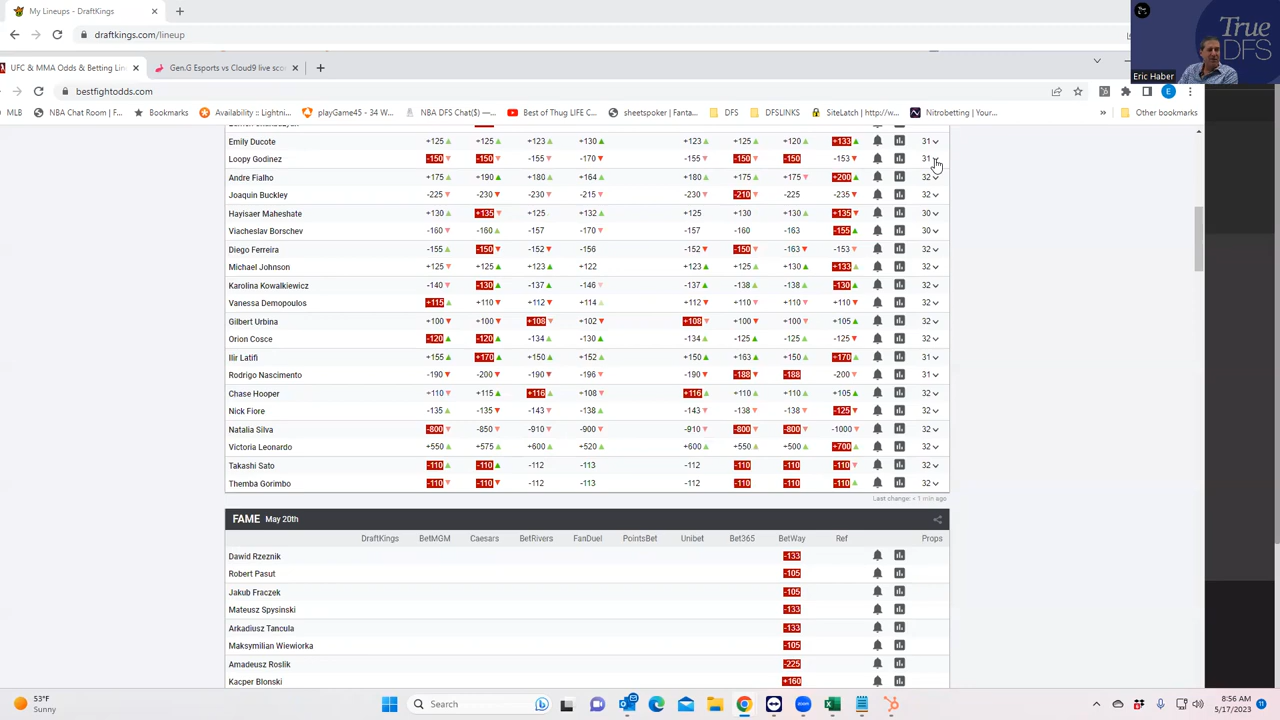 My Lineups - DraftKings
draftkings.com/lineup
True
DFS
Eric Haber
UFC & MMA Odds & Betting Lin
Gen.G Esports vs Cloud9 live sco
bestfightodds.com
MLB NBA Chat Room | F... Bookmarks Availability :: Lightni... playGame45 - 34 W... NBA DFS Chat($) —... Best of Thug LIFE C... sheetspoker | Fanta... DFS DFSLINKS SiteLatch | http://w... Nitrobetting | Your... » Other bookmarks
Emily Ducote +125 +125 +123 +130 +123 +125 +120 +133 31
Loopy Godinez -150 -150 -155 -170 -155 -150 -150 -153 31
Andre Fialho +175 +190 +180 +164 +180 +175 +175 +200 32
Joaquin Buckley -225 -230 -230 -215 -230 -210 -225 -235 32
Hayisaer Maheshate +130 +135 +125 +132 +125 +130 +130 +135 30
Viacheslav Borschev -160 -160 -157 -170 -157 -160 -163 -155 30
Diego Ferreira -155 -150 -152 -156 -152 -150 -163 -153 32
Michael Johnson +125 +125 +123 +122 +123 +125 +130 +133 32
Karolina Kowalkiewicz -140 -130 -137 -146 -137 -138 -138 -130 32
Vanessa Demopoulos +115 +110 +112 +114 +112 +110 +110 +110 32
Gilbert Urbina +100 +100 +108 +102 +108 +100 +100 +105 32
Orion Cosce -120 -120 -134 -130 -134 -125 -125 -125 32
Ilir Latifi +155 +170 +150 +152 +150 +163 +150 +170 31
Rodrigo Nascimento -190 -200 -190 -196 -190 -188 -188 -200 31
Chase Hooper +110 +115 +116 +108 +116 +110 +110 +105 32
Nick Fiore -135 -135 -143 -138 -143 -138 -138 -125 32
Natalia Silva -800 -850 -910 -900 -910 -800 -800 -1000 32
Victoria Leonardo +550 +575 +600 +520 +600 +550 +500 +700 32
Takashi Sato -110 -110 -112 -113 -112 -110 -110 -110 32
Themba Gorimbo -110 -110 -112 -113 -112 -110 -110 -110 32
Last change: < 1 min ago
FAME May 20th
DraftKings BetMGM Caesars BetRivers FanDuel PointsBet Unibet Bet365 BetWay Ref Props
Dawid Rzeznik -133
Robert Pasut -105
Jakub Fraczek -105
Mateusz Spysinski -133
Arkadiusz Tancula -133
Maksymilian Wiewiorka -105
Amadeusz Roslik -225
Kacper Blonski +160
53°F
Sunny
Search
8:56 AM
5/17/2023